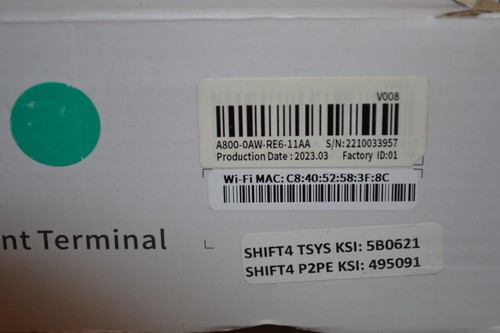 V008
A800-0AW-RE6-11AA S/N:2210033957
Production Date : 2023.03 Factory ID:01
Wi-Fi MAC: C8:40:52:58:3F:8C
nt Terminal
SHIFT4 TSYS KSI: 5B0621
SHIFT4 P2PE KSI: 495091